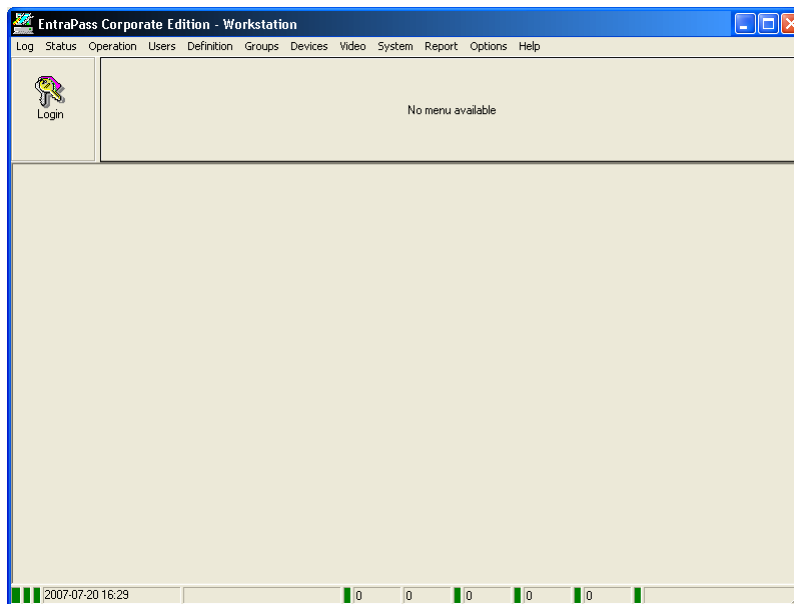 EntraPass Corporate Edition - Workstation
Log Status Operation Users Definition Groups Devices Video System Report Options Help
Login
No menu available
2007-07-20 16:29 0 0 0 0 0